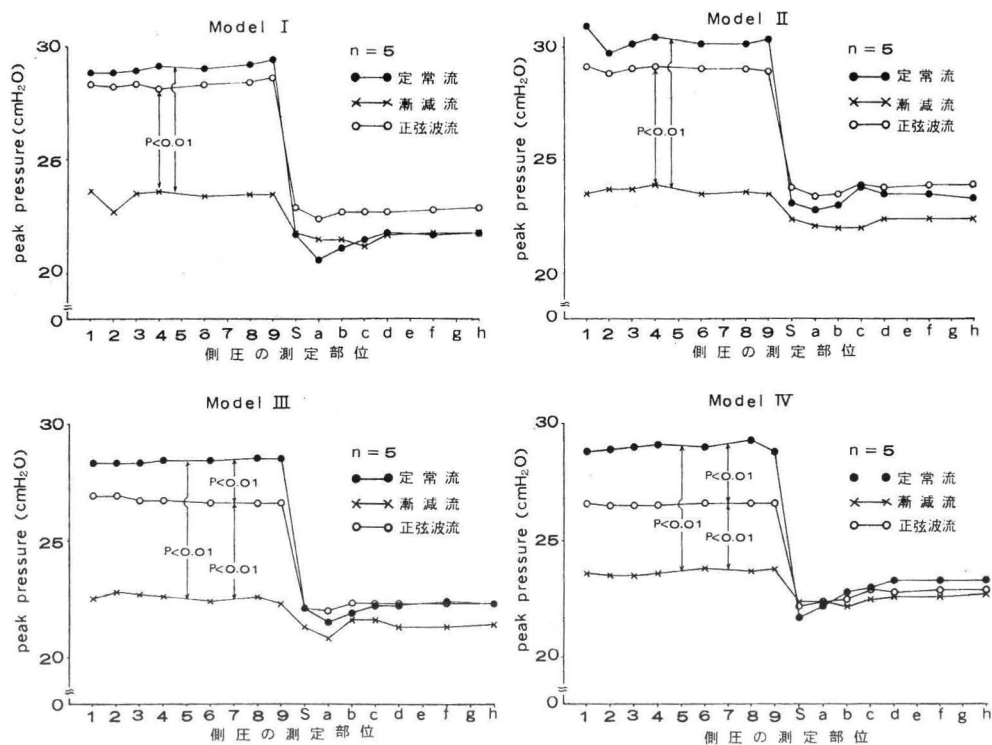 Model I
peak pressure (cmH₂O)
30
25
20
0
n = 5
定常流
漸減流
正弦波流
P<0.01
1 2 3 4 5 6 7 8 9 S a b c d e f g h
側圧の測定部位
Model II
peak pressure (cmH₂O)
30
25
20
0
n = 5
定常流
漸減流
正弦波流
P<0.01
1 2 3 4 5 6 7 8 9 S a b c d e f g h
側圧の測定部位
Model III
peak pressure (cmH₂O)
30
25
20
0
n = 5
定常流
漸減流
正弦波流
P<0.01
P<0.01
P<0.01
1 2 3 4 5 6 7 8 9 S a b c d e f g h
側圧の測定部位
Model IV
peak pressure (cmH₂O)
30
25
20
0
n = 5
定常流
漸減流
正弦波流
P<0.01
P<0.01
P<0.01
1 2 3 4 5 6 7 8 9 S a b c d e f g h
側圧の測定部位